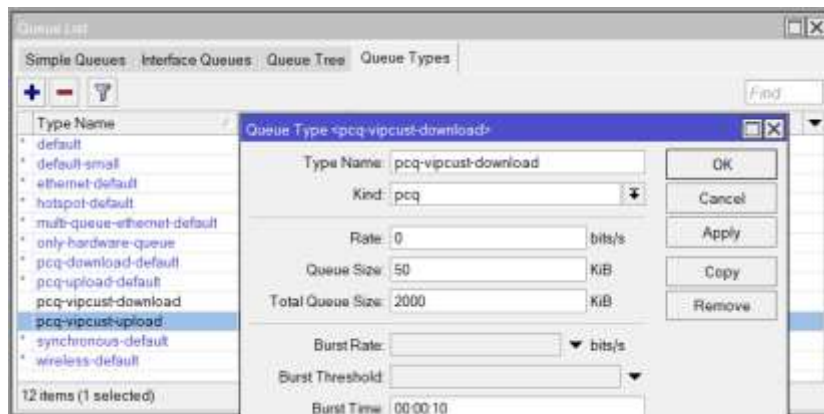 Queue List
Simple Queues Interface Queues Queue Tree Queue Types
Find
Type Name
* default
* default-small
* ethernet-default
* hotspot-default
* multi-queue-ethernet-default
* only-hardware-queue
* pcq-download-default
* pcq-upload-default
pcq-vipcust-download
pcq-vipcust-upload
* synchronous-default
* wireless-default
12 items (1 selected)
Queue Type <pcq-vipcust-download>
Type Name: pcq-vipcust-download
Kind: pcq
Rate: 0 bits/s
Queue Size: 50 KiB
Total Queue Size: 2000 KiB
Burst Rate: bits/s
Burst Threshold:
Burst Time: 00:00:10
OK
Cancel
Apply
Copy
Remove